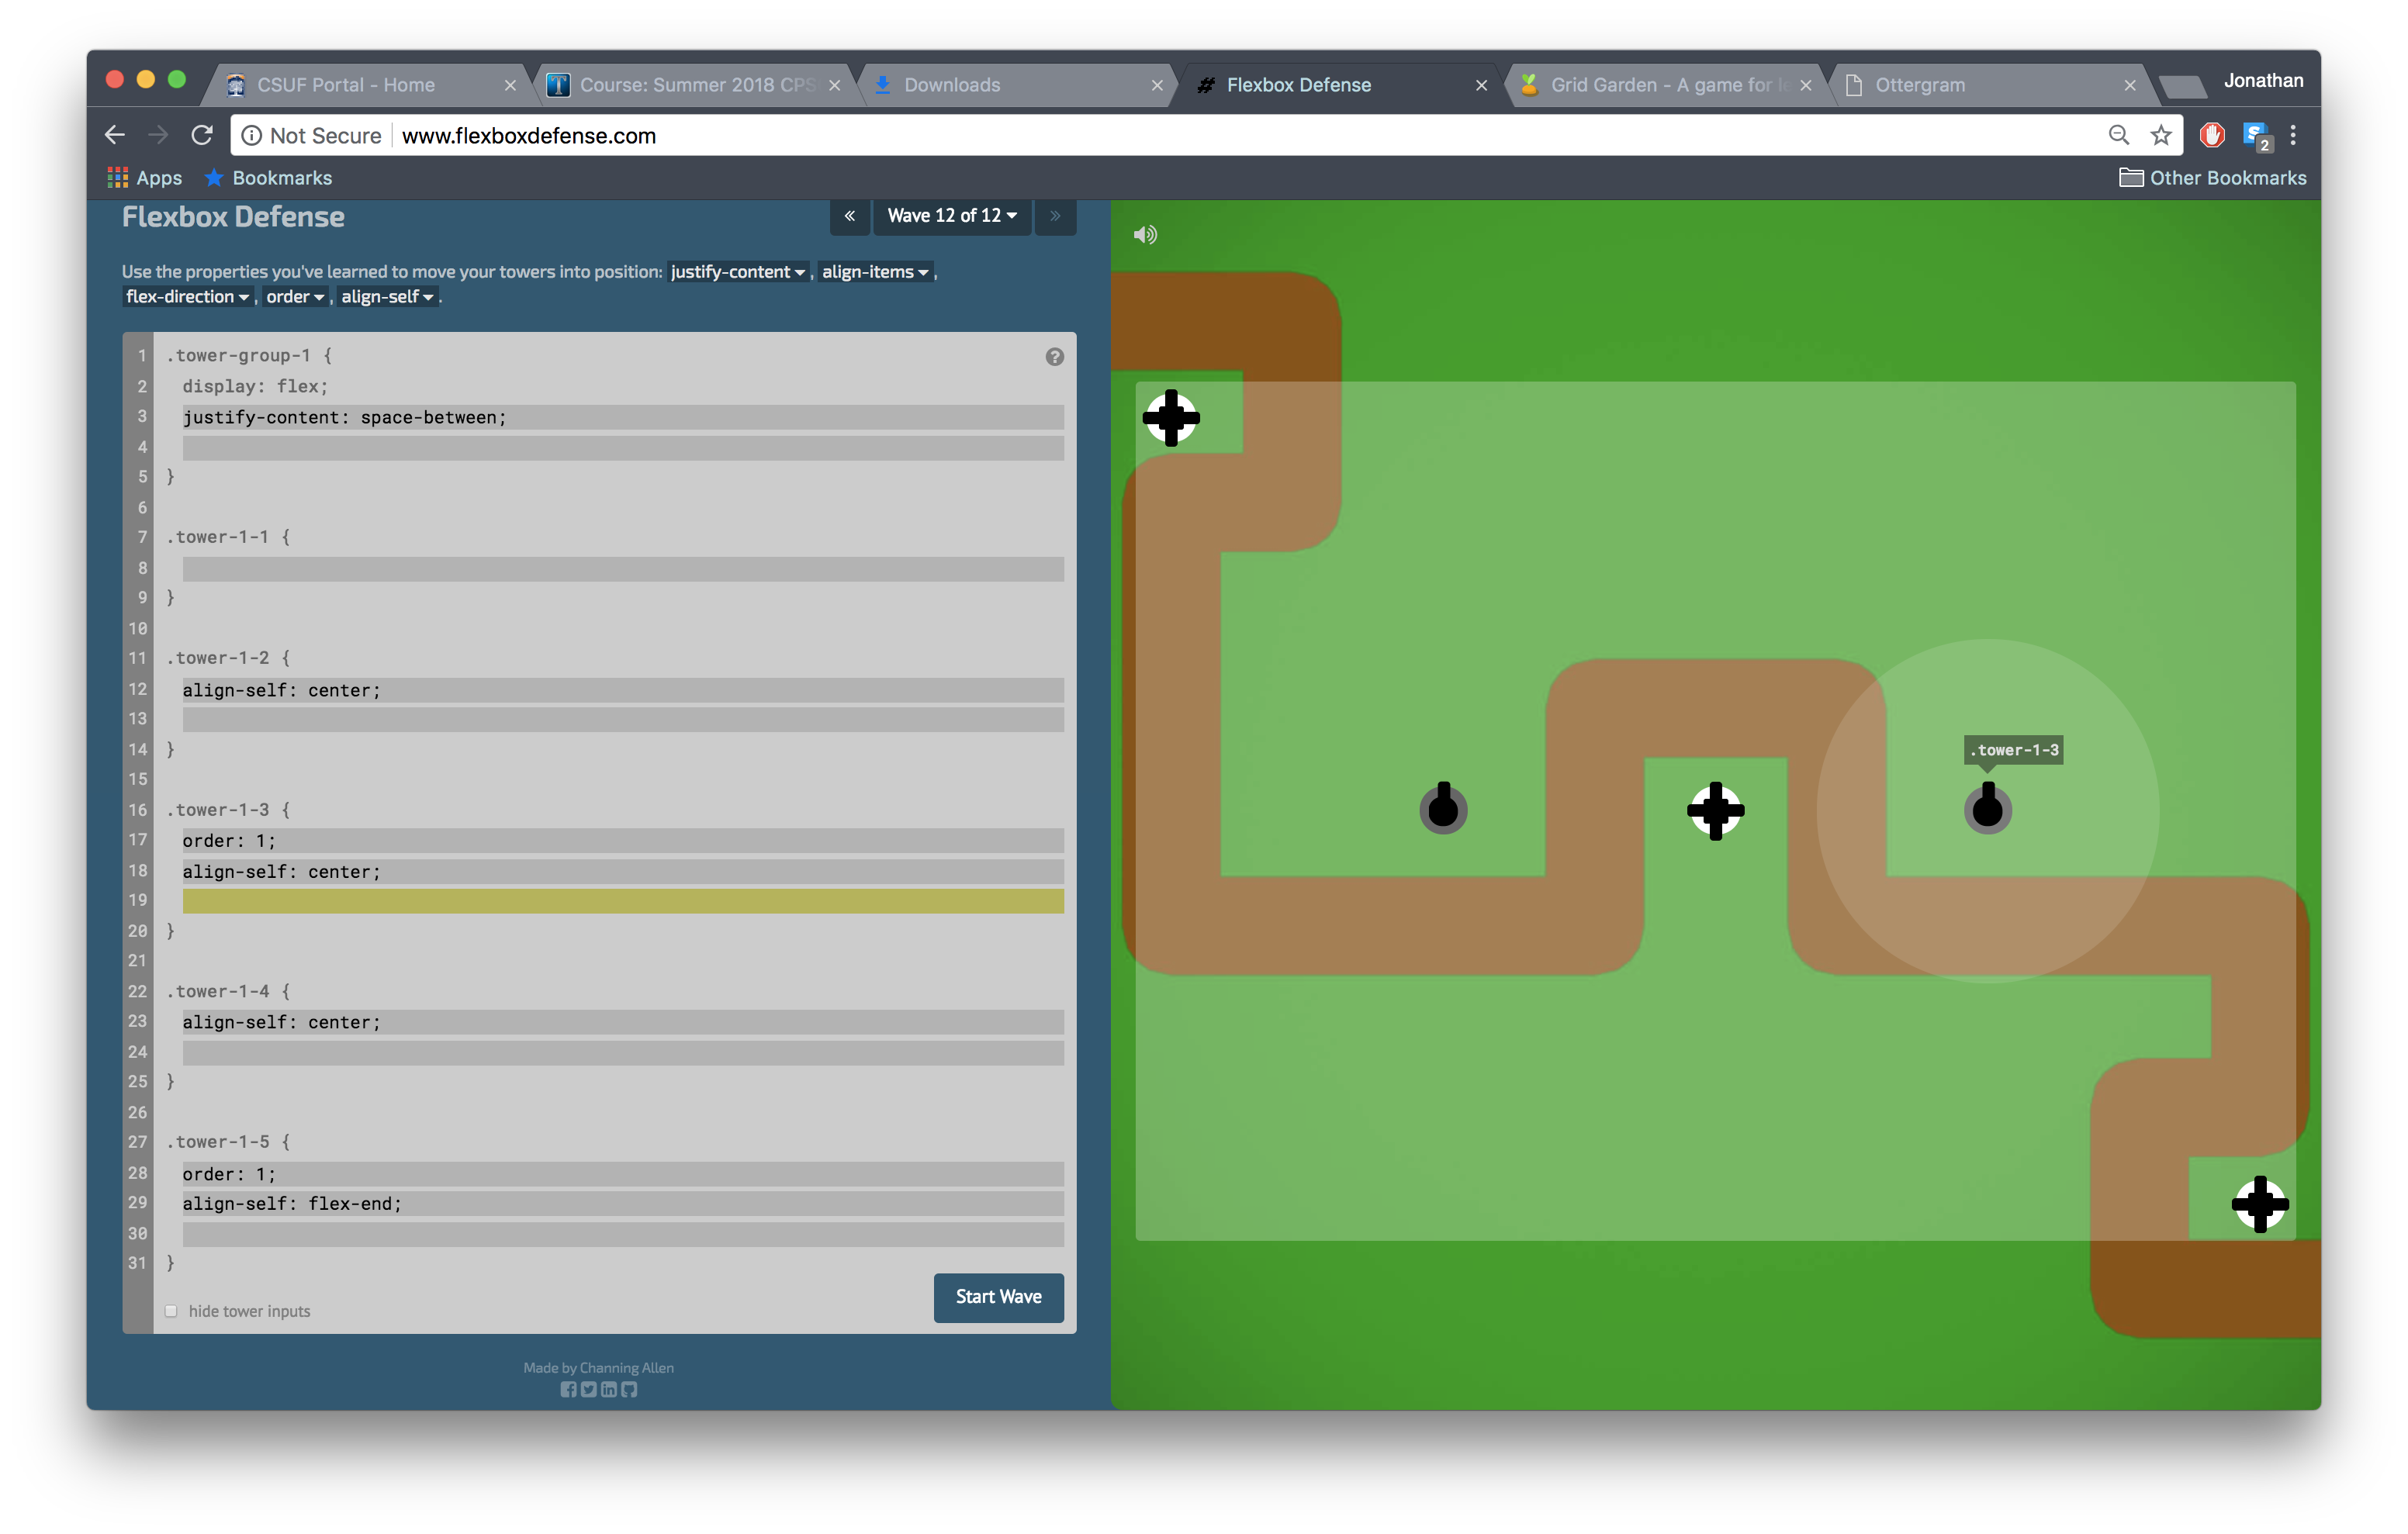 CSUF Portal - Home
Course: Summer 2018 CPS
Downloads
Flexbox Defense
Grid Garden - A game for le
Ottergram
Jonathan
Not Secure www.flexboxdefense.com
2
Apps Bookmarks Other Bookmarks
Flexbox Defense
« Wave 12 of 12 »
Use the properties you've learned to move your towers into position: justify-content , align-items ,
flex-direction , order , align-self .
1 .tower-group-1 {
?
2 display: flex;
3 justify-content: space-between;
4
5 }
6
7 .tower-1-1 {
8
9 }
10
11 .tower-1-2 {
12 align-self: center;
13
14 }
15
16 .tower-1-3 {
17 order: 1;
18 align-self: center;
19
20 }
21
22 .tower-1-4 {
23 align-self: center;
24
25 }
26
27 .tower-1-5 {
28 order: 1;
29 align-self: flex-end;
30
31 }
hide tower inputs
Start Wave
Made by Channing Allen
.tower-1-3